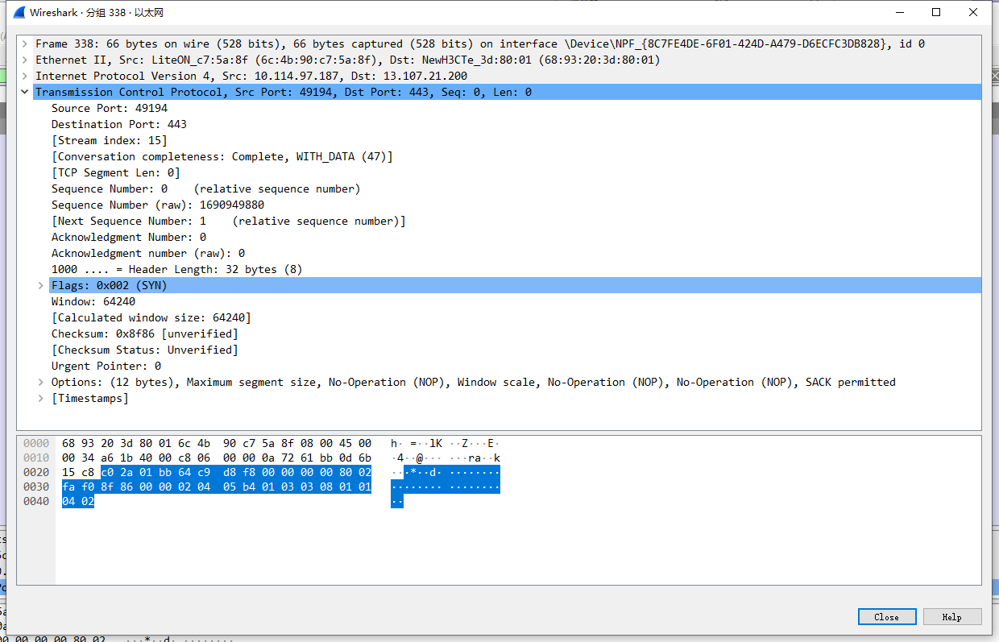 Wireshark · 分组 338 · 以太网
Frame 338: 66 bytes on wire (528 bits), 66 bytes captured (528 bits) on interface \Device\NPF_{8C7FE4DE-6F01-424D-A479-D6ECFC3DB828}, id 0
Ethernet II, Src: LiteON_c7:5a:8f (6c:4b:90:c7:5a:8f), Dst: NewH3CTe_3d:80:01 (68:93:20:3d:80:01)
Internet Protocol Version 4, Src: 10.114.97.187, Dst: 13.107.21.200
Transmission Control Protocol, Src Port: 49194, Dst Port: 443, Seq: 0, Len: 0
Source Port: 49194
Destination Port: 443
[Stream index: 15]
[Conversation completeness: Complete, WITH_DATA (47)]
[TCP Segment Len: 0]
Sequence Number: 0    (relative sequence number)
Sequence Number (raw): 1690949880
[Next Sequence Number: 1    (relative sequence number)]
Acknowledgment Number: 0
Acknowledgment number (raw): 0
1000 .... = Header Length: 32 bytes (8)
Flags: 0x002 (SYN)
Window: 64240
[Calculated window size: 64240]
Checksum: 0x8f86 [unverified]
[Checksum Status: Unverified]
Urgent Pointer: 0
Options: (12 bytes), Maximum segment size, No-Operation (NOP), Window scale, No-Operation (NOP), No-Operation (NOP), SACK permitted
[Timestamps]
0000 68 93 20 3d 80 01 6c 4b 90 c7 5a 8f 08 00 45 00 h· =··lK ··Z···E·
0010 00 34 a6 1b 40 00 c8 06 00 00 0a 72 61 bb 0d 6b ·4··@··· ···ra··k
0020 15 c8 c0 2a 01 bb 64 c9 d8 f8 00 00 00 00 80 02 ···*··d· ········
0030 fa f0 8f 86 00 00 02 04 05 b4 01 03 03 08 01 01 ········ ········
0040 04 02 ··
Close Help
00 00 00 00 80 02 ···*··d· ········